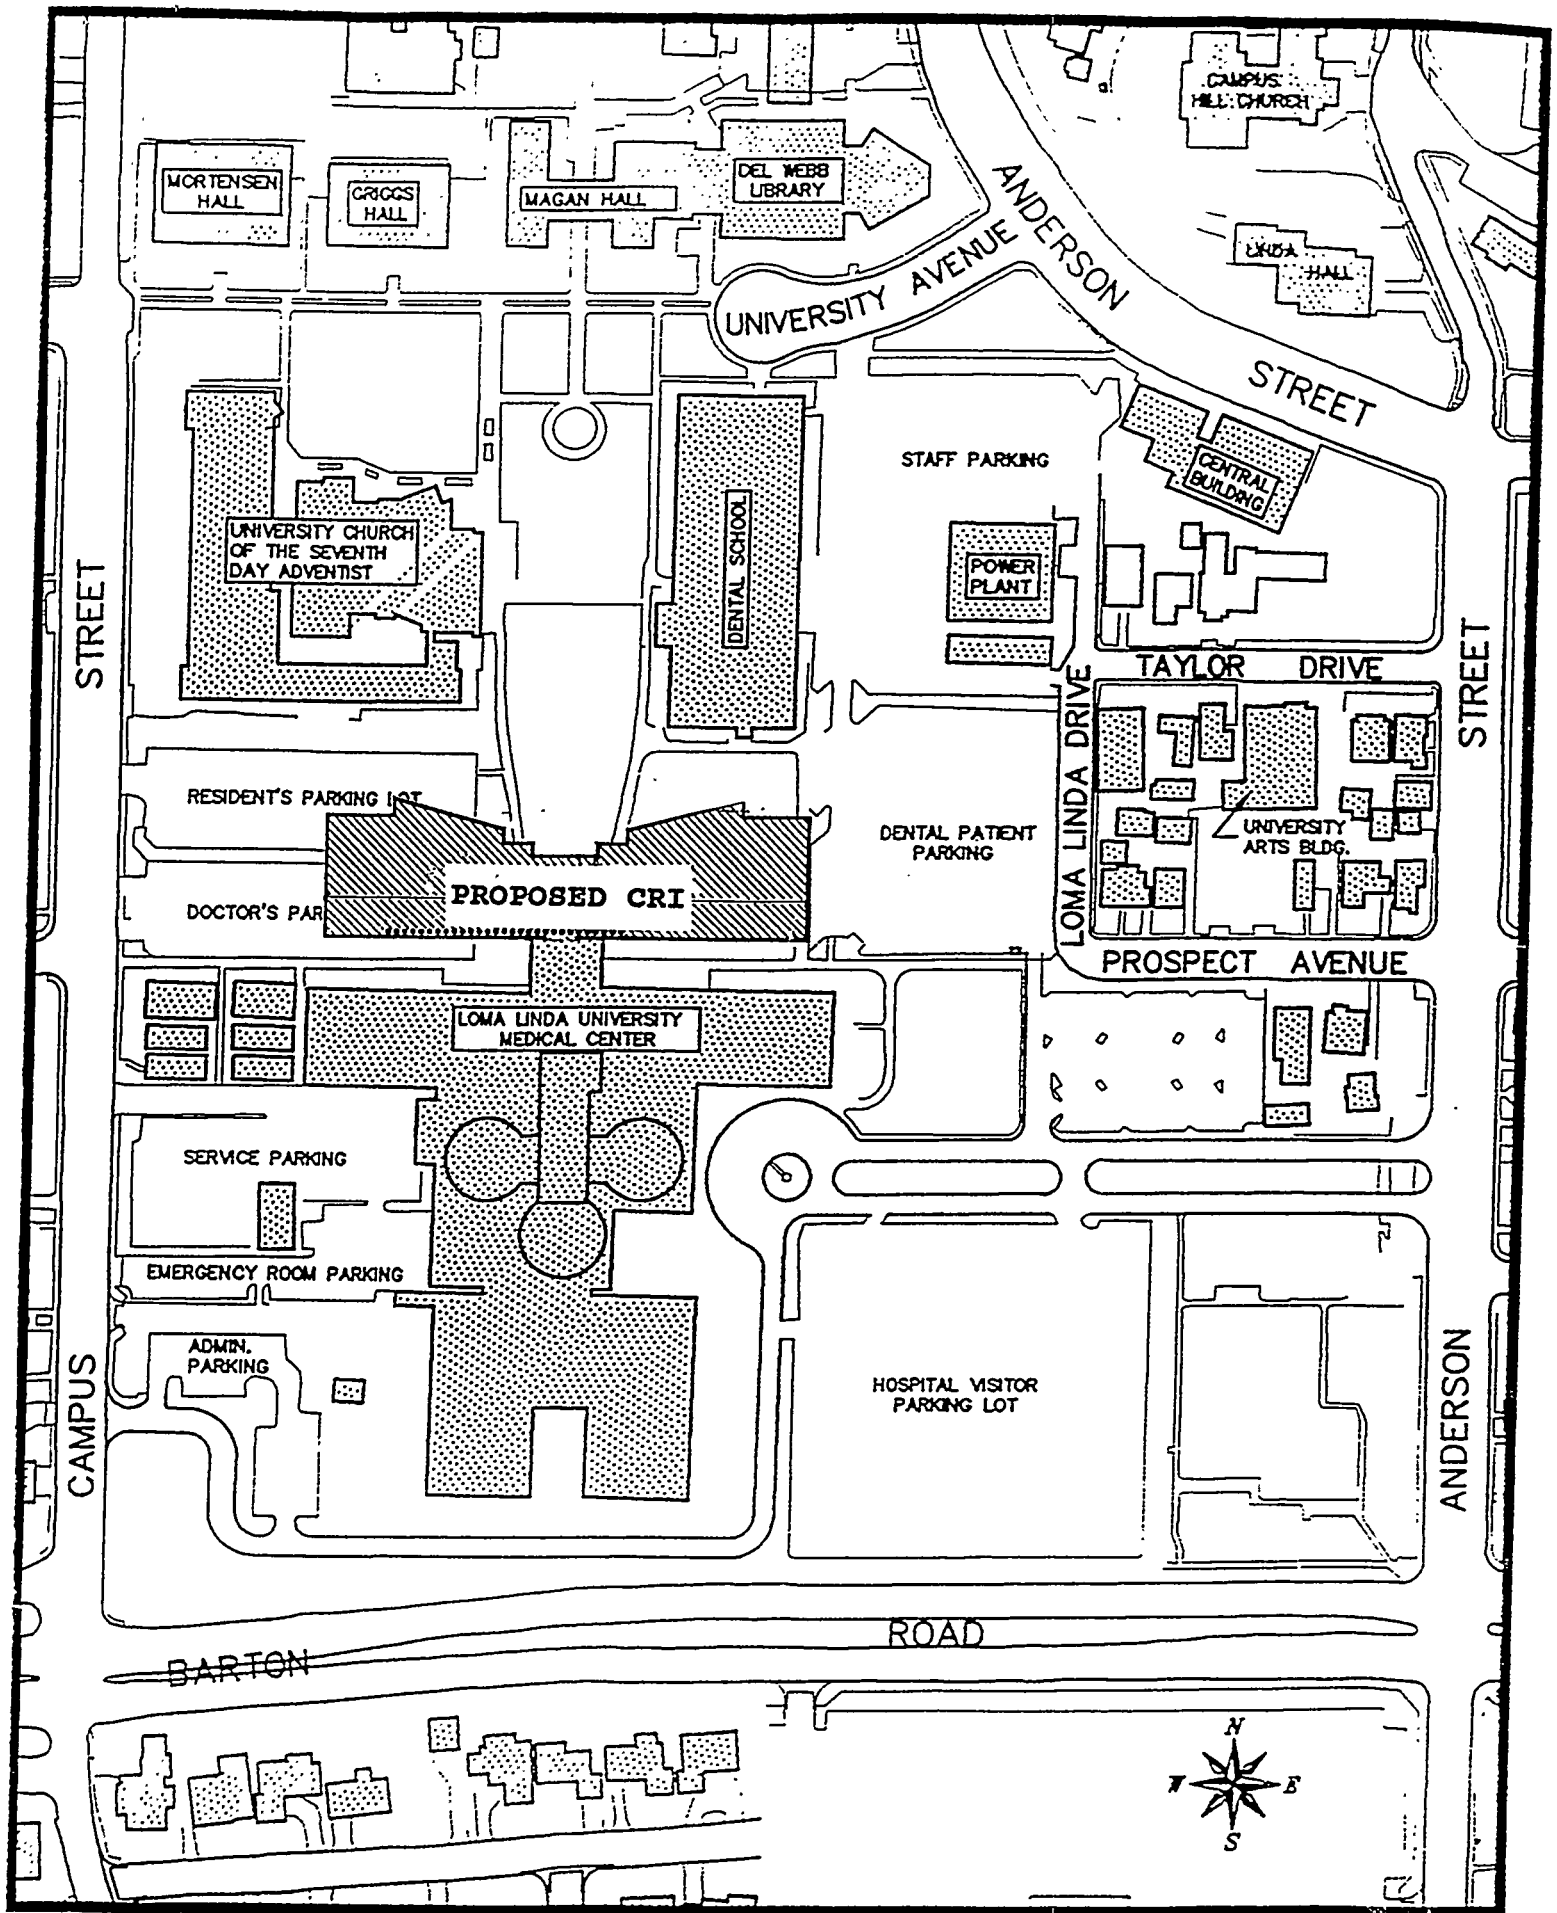 CAMPUS
HILL CHURCH
MORTENSEN
HALL
GRIGGS
HALL
MAGAN HALL
DEL WEBB
LIBRARY
ANDERSON
STREET
UNIVERSITY AVENUE
LINDA
HALL
STAFF PARKING
CENTRAL
BUILDING
UNIVERSITY CHURCH
OF THE SEVENTH
DAY ADVENTIST
DENTAL SCHOOL
POWER
PLANT
STREET
TAYLOR DRIVE
STREET
LOMA LINDA DRIVE
RESIDENT'S PARKING LOT
DENTAL PATIENT
PARKING
UNIVERSITY
ARTS BLDG.
PROPOSED CRI
DOCTOR'S PAR
PROSPECT AVENUE
LOMA LINDA UNIVERSITY
MEDICAL CENTER
SERVICE PARKING
EMERGENCY ROOM PARKING
ADMIN.
PARKING
HOSPITAL VISITOR
PARKING LOT
CAMPUS
ANDERSON
ROAD
BARTON
N
W E
S